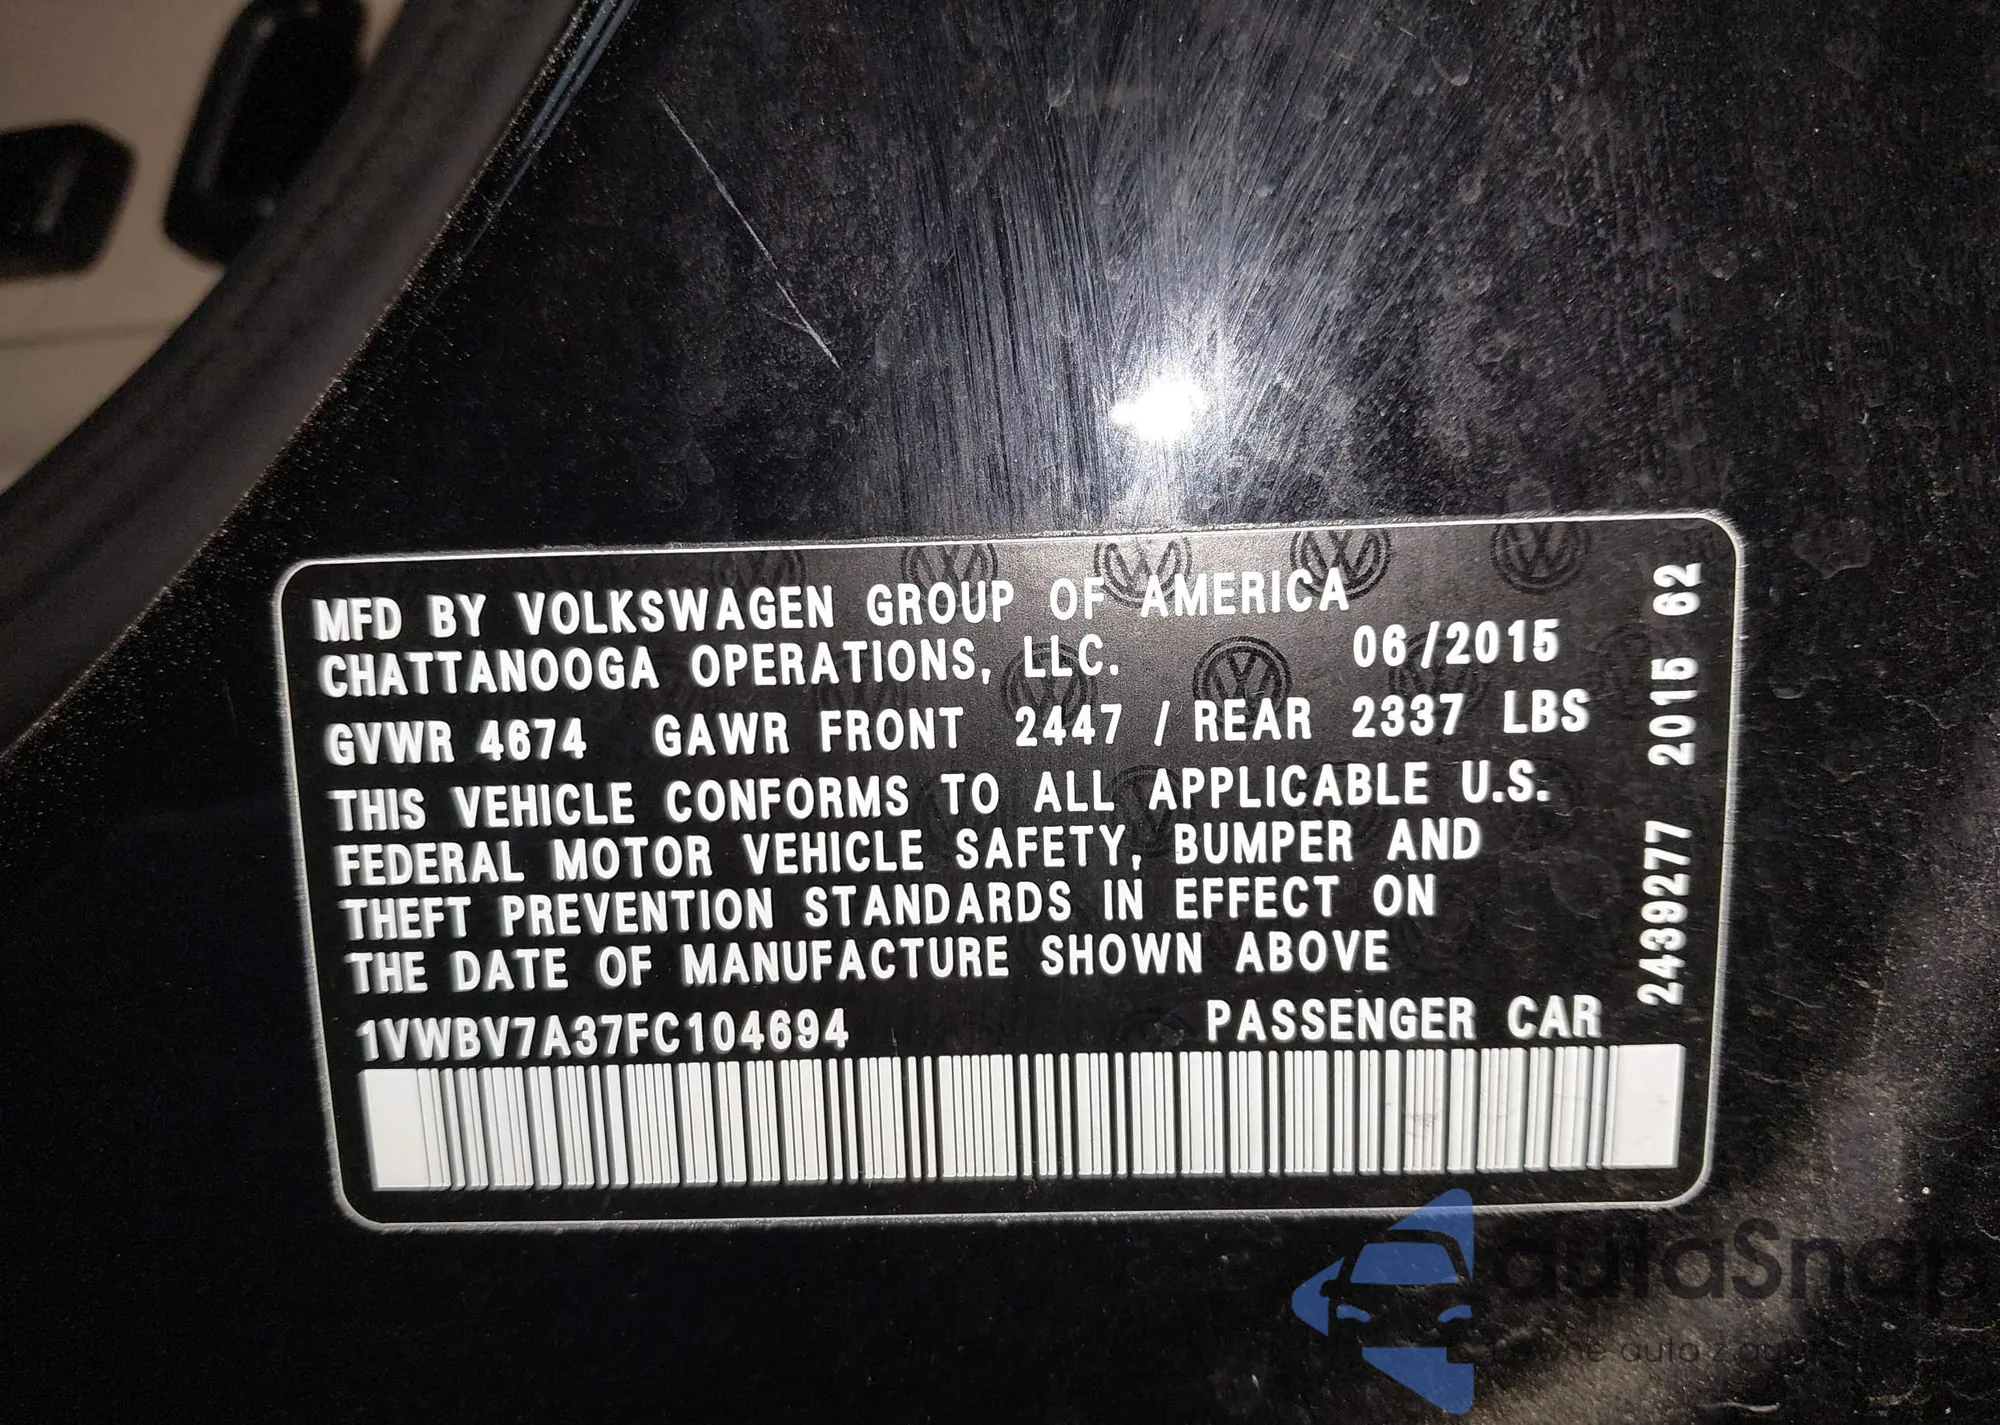 MFD BY VOLKSWAGEN GROUP OF AMERICA
CHATTANOOGA OPERATIONS, LLC. 06/2015
GVWR 4674 GAWR FRONT 2447 / REAR 2337 LBS
THIS VEHICLE CONFORMS TO ALL APPLICABLE U.S.
FEDERAL MOTOR VEHICLE SAFETY, BUMPER AND
THEFT PREVENTION STANDARDS IN EFFECT ON
THE DATE OF MANUFACTURE SHOWN ABOVE
1VWBV7A37FC104694 PASSENGER CAR
2439277 2015 62
autaSnap
auta z